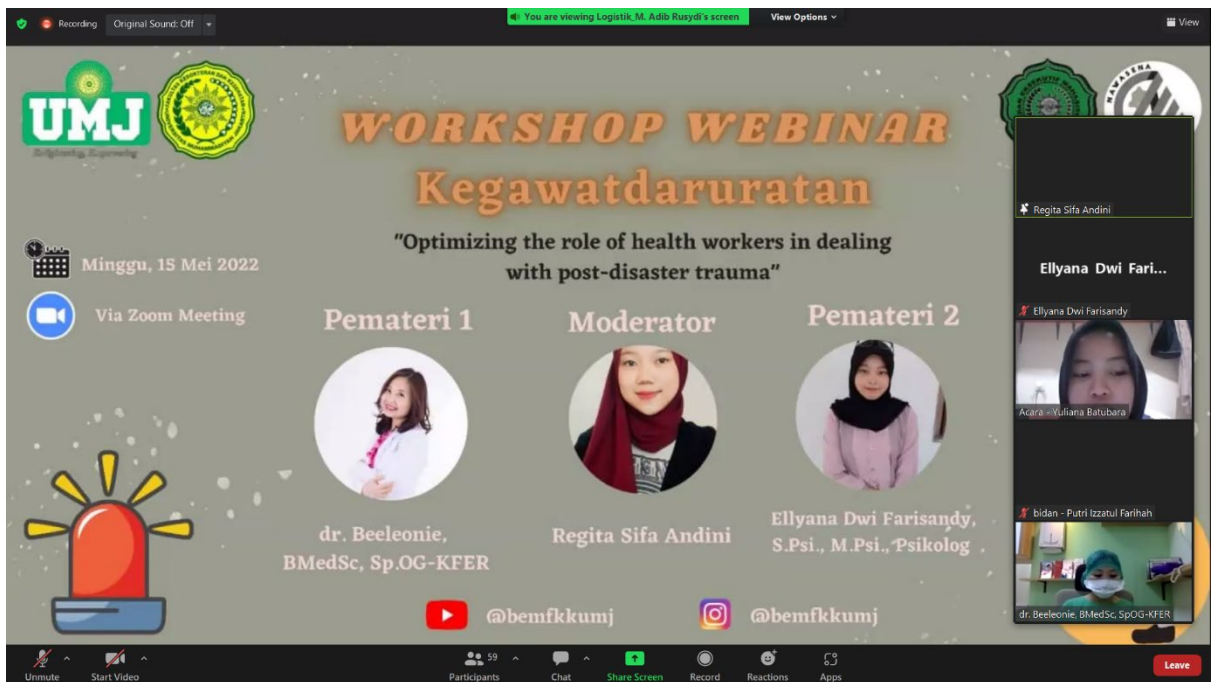 Recording
Original Sound: Off
You are viewing Logistik_M. Adib Rusydi's screen
View Options
View
UMJ
WORKSHOP WEBINAR
Kegawatdaruratan
"Optimizing the role of health workers in dealing
with post-disaster trauma"
Minggu, 15 Mei 2022
Via Zoom Meeting
Pemateri 1
Moderator
Pemateri 2
dr. Beeleonie,
BMedSc, Sp.OG-KFER
Regita Sifa Andini
Ellyana Dwi Farisandy,
S.Psi., M.Psi., Psikolog
@bemfkkumj
@bemfkkumj
Regita Sifa Andini
Ellyana Dwi Fari...
Ellyana Dwi Farisandy
Acara - Yuliana Batubara
bidan - Putri Izzatul Farihah
dr. Beeleonie, BMedSc, SpOG-KFER
Unmute
Start Video
59
Participants
Chat
Share Screen
Record
Reactions
Apps
Leave